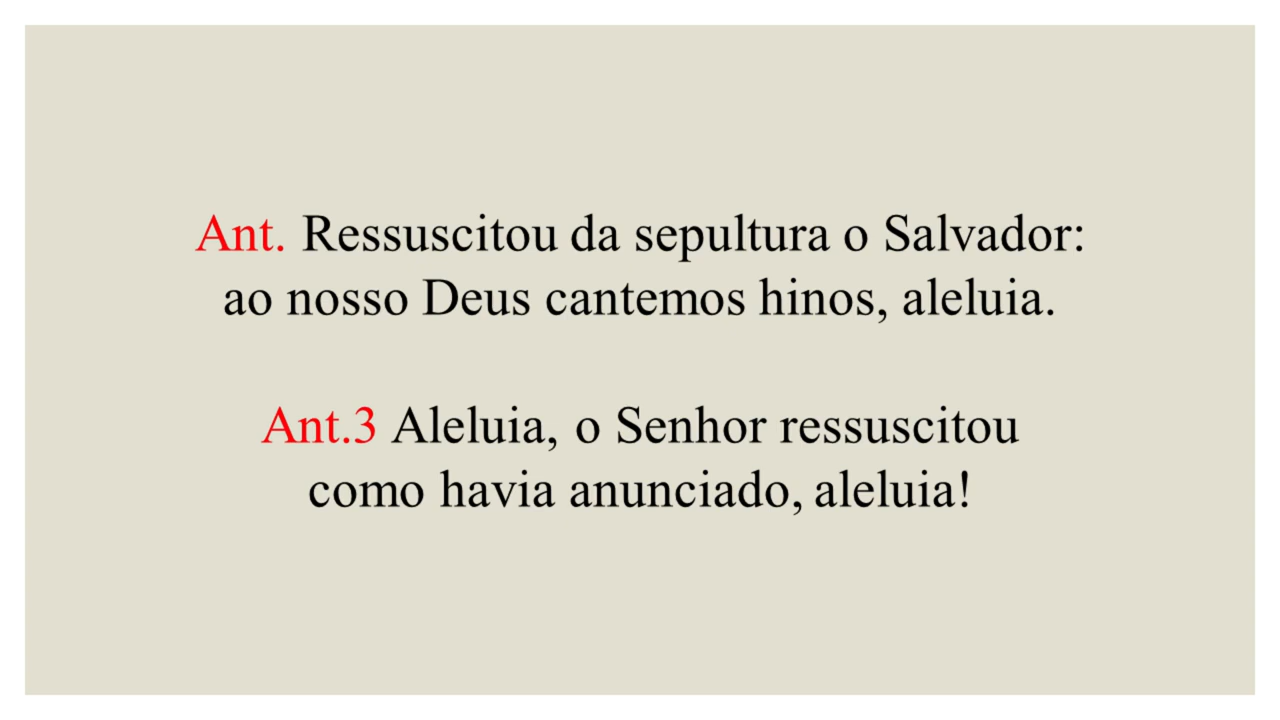 Ant. Ressuscitou da sepultura o Salvador:
ao nosso Deus cantemos hinos, aleluia.
Ant.3 Aleluia, o Senhor ressuscitou
como havia anunciado, aleluia!